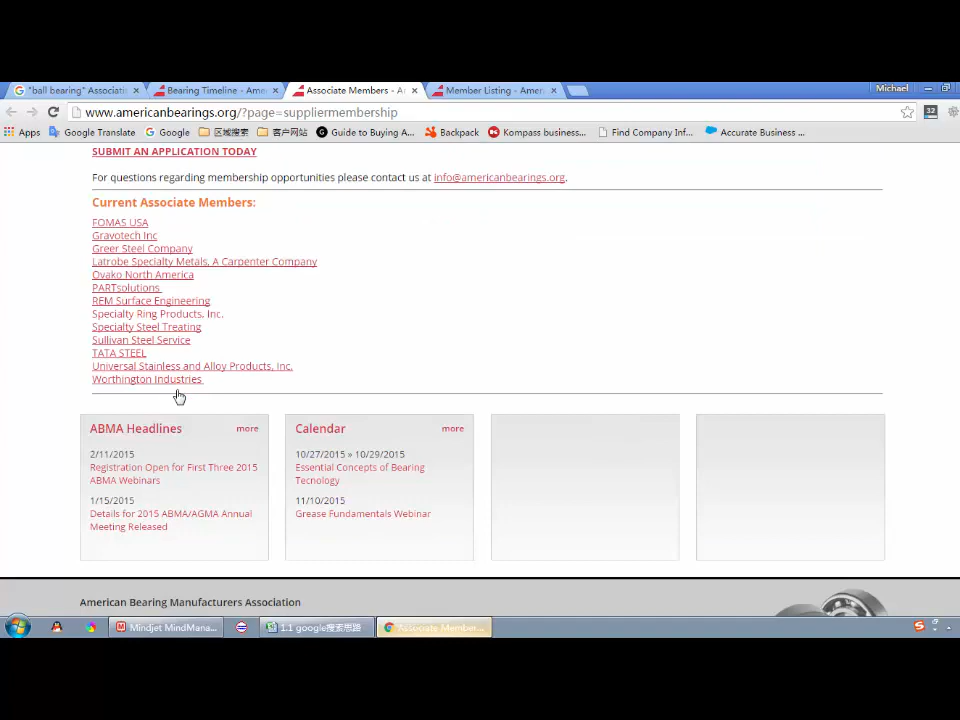 "ball bearing" Associatio
Bearing Timeline - Amer
Associate Members - A
Member Listing - Ameri
Michael
www.americanbearings.org/?page=suppliermembership
32
Apps
Google Translate
Google
区域搜索
客户网站
Guide to Buying A...
Backpack
Kompass business...
Find Company Inf...
Accurate Business ...
SUBMIT AN APPLICATION TODAY
For questions regarding membership opportunities please contact us at info@americanbearings.org.
Current Associate Members:
FOMAS USA
Gravotech Inc
Greer Steel Company
Latrobe Specialty Metals, A Carpenter Company
Ovako North America
PARTsolutions
REM Surface Engineering
Specialty Ring Products, Inc.
Specialty Steel Treating
Sullivan Steel Service
TATA STEEL
Universal Stainless and Alloy Products, Inc.
Worthington Industries
ABMA Headlines more
2/11/2015
Registration Open for First Three 2015
ABMA Webinars
1/15/2015
Details for 2015 ABMA/AGMA Annual
Meeting Released
Calendar more
10/27/2015 » 10/29/2015
Essential Concepts of Bearing
Tecnology
11/10/2015
Grease Fundamentals Webinar
American Bearing Manufacturers Association
Mindjet MindMana...
1.1 google搜索思路
Associate Member...